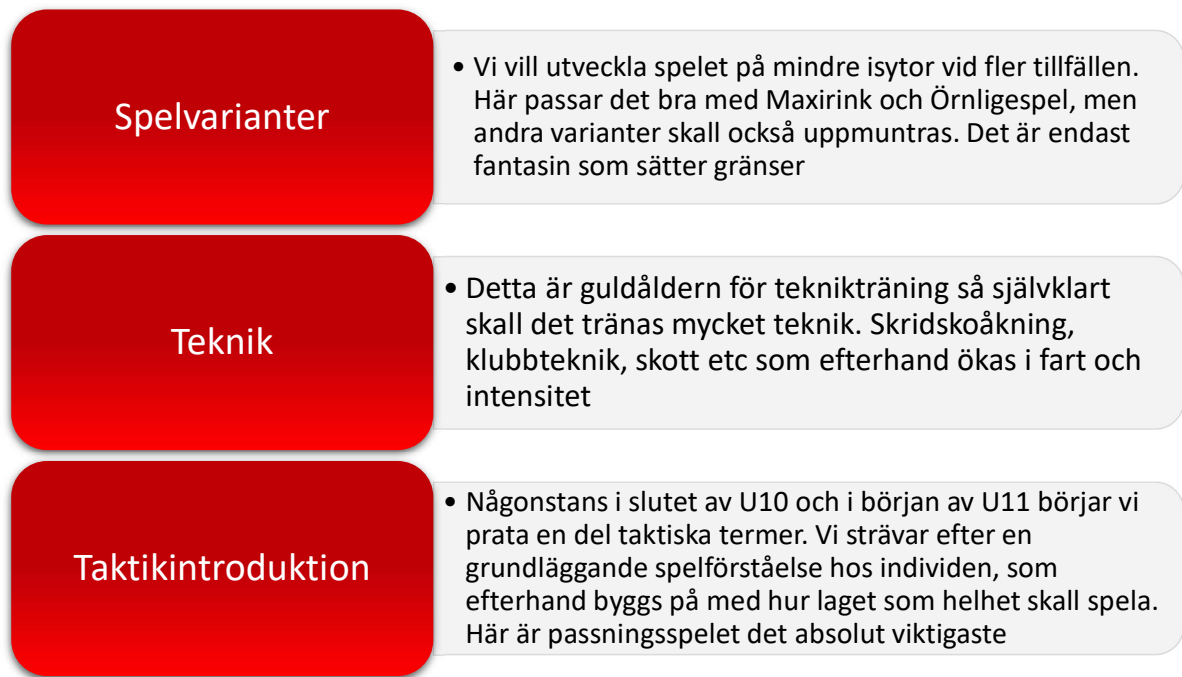 Spelvarianter
• Vi vill utveckla spelet på mindre isytor vid fler tillfällen.
Här passar det bra med Maxirink och Örnligespel, men
andra varianter skall också uppmuntras. Det är endast
fantasin som sätter gränser
Teknik
• Detta är guldåldern för teknikträning så självklart
skall det tränas mycket teknik. Skridskoåkning,
klubbteknik, skott etc som efterhand ökas i fart och
intensitet
Taktikintroduktion
• Någonstans i slutet av U10 och i början av U11 börjar vi
prata en del taktiska termer. Vi strävar efter en
grundläggande spelförståelse hos individen, som
efterhand byggs på med hur laget som helhet skall spela.
Här är passningsspelet det absolut viktigaste